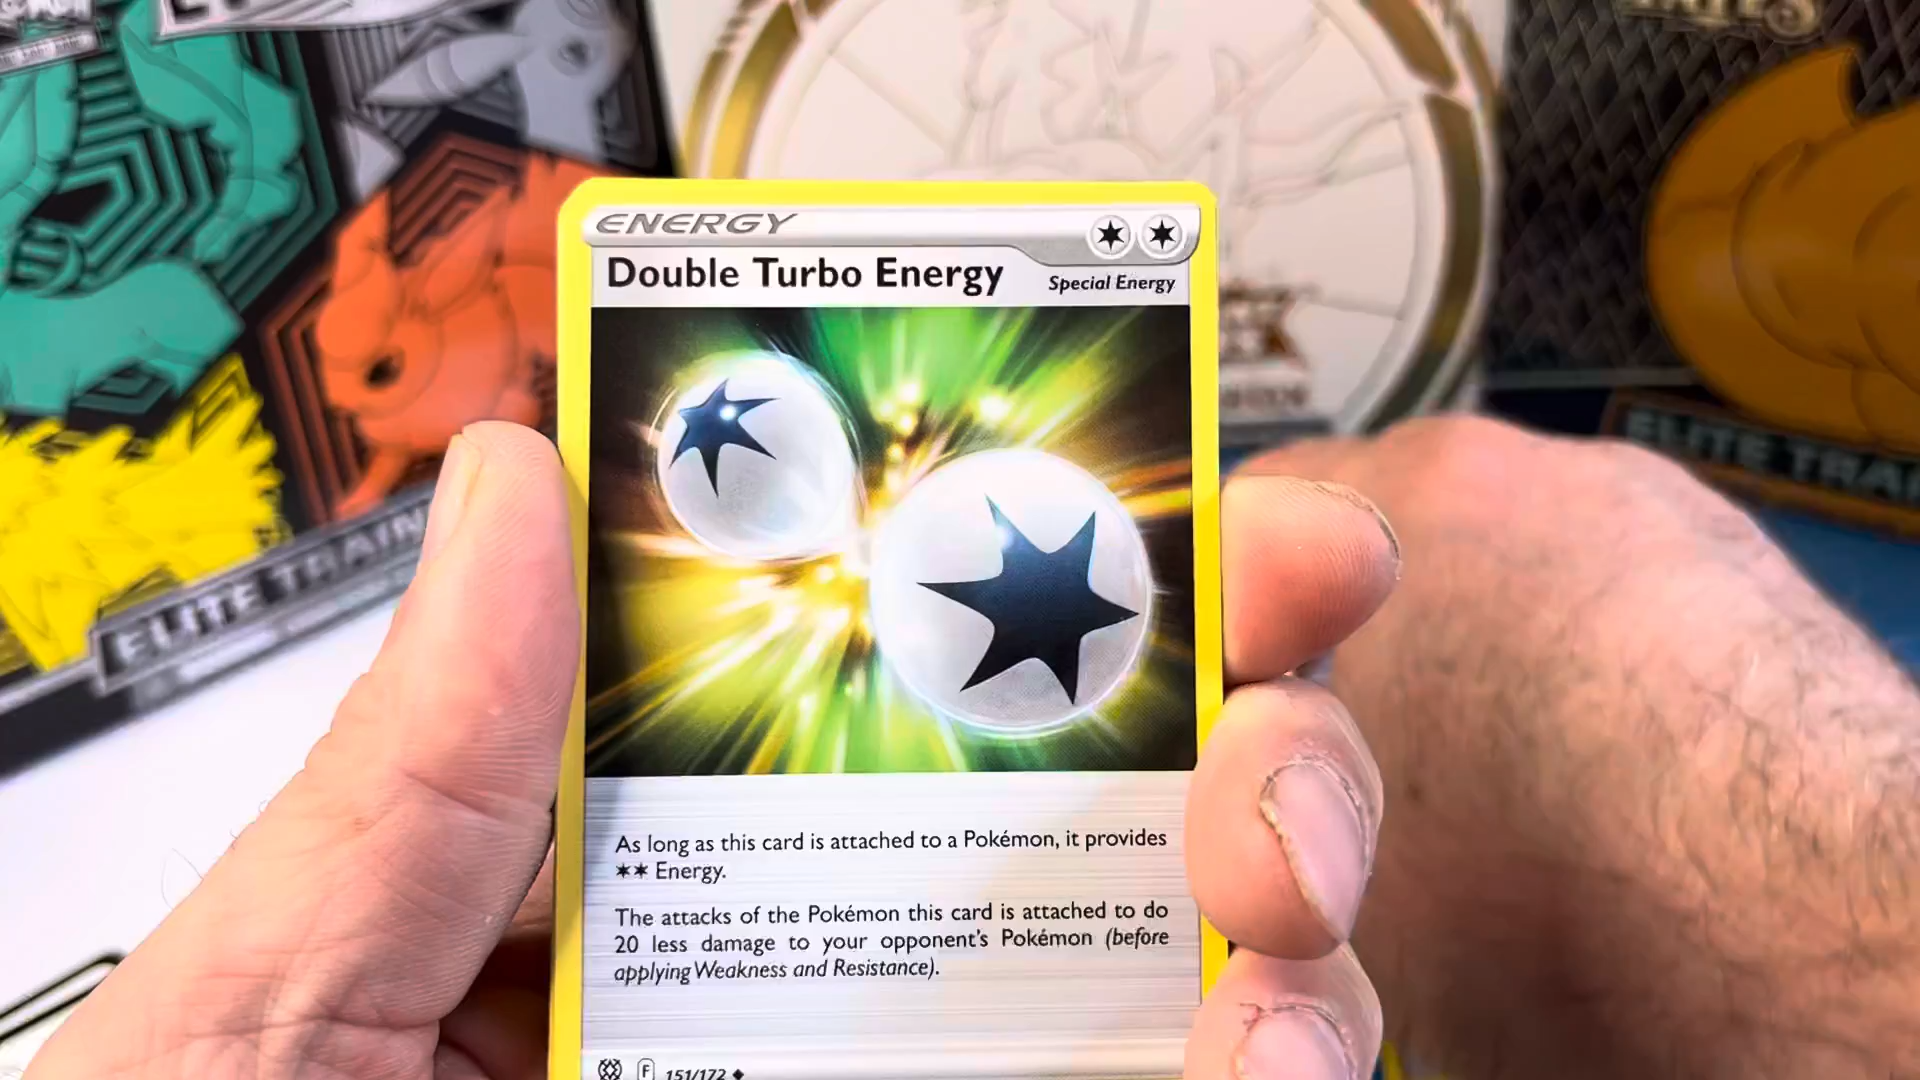 ENERGY
Double Turbo Energy
Special Energy
As long as this card is attached to a Pokémon, it provides
✶✶ Energy.
The attacks of the Pokémon this card is attached to do
20 less damage to your opponent's Pokémon (before
applying Weakness and Resistance).
F 151/172 ◆
ELITE TRAIN
ELITE TRAI